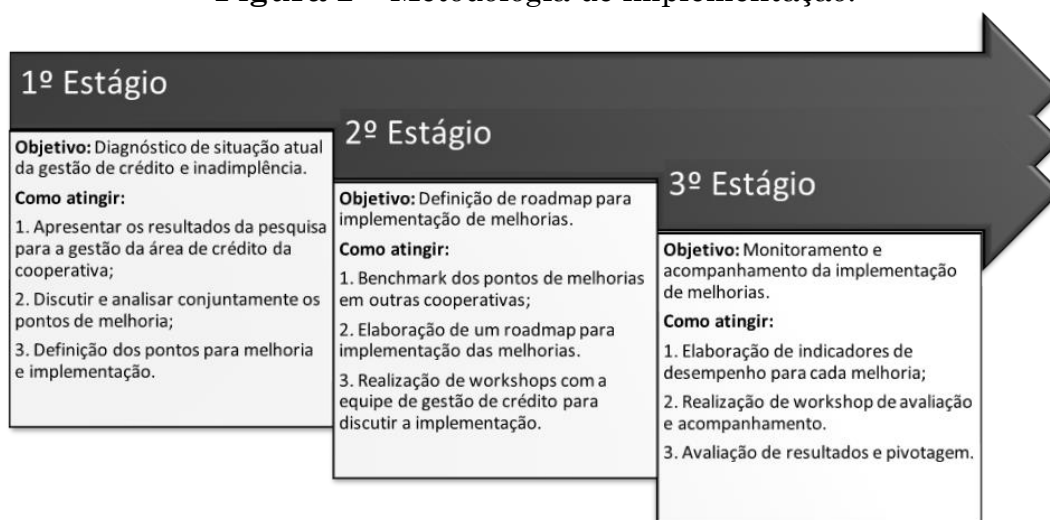 Figura – Metodologia de implementação.
1º Estágio
Objetivo: Diagnóstico de situação atual
da gestão de crédito e inadimplência.
Como atingir:
1. Apresentar os resultados da pesquisa
para a gestão da área de crédito da
cooperativa;
2. Discutir e analisar conjuntamente os
pontos de melhoria;
3. Definição dos pontos para melhoria
e implementação.
2º Estágio
Objetivo: Definição de roadmap para
implementação de melhorias.
Como atingir:
1. Benchmark dos pontos de melhorias
em outras cooperativas;
2. Elaboração de um roadmap para
implementação das melhorias.
3. Realização de workshops com a
equipe de gestão de crédito para
discutir a implementação.
3º Estágio
Objetivo: Monitoramento e
acompanhamento da implementação
de melhorias.
Como atingir:
1. Elaboração de indicadores de
desempenho para cada melhoria;
2. Realização de workshop de avaliação
e acompanhamento.
3. Avaliação de resultados e pivotagem.